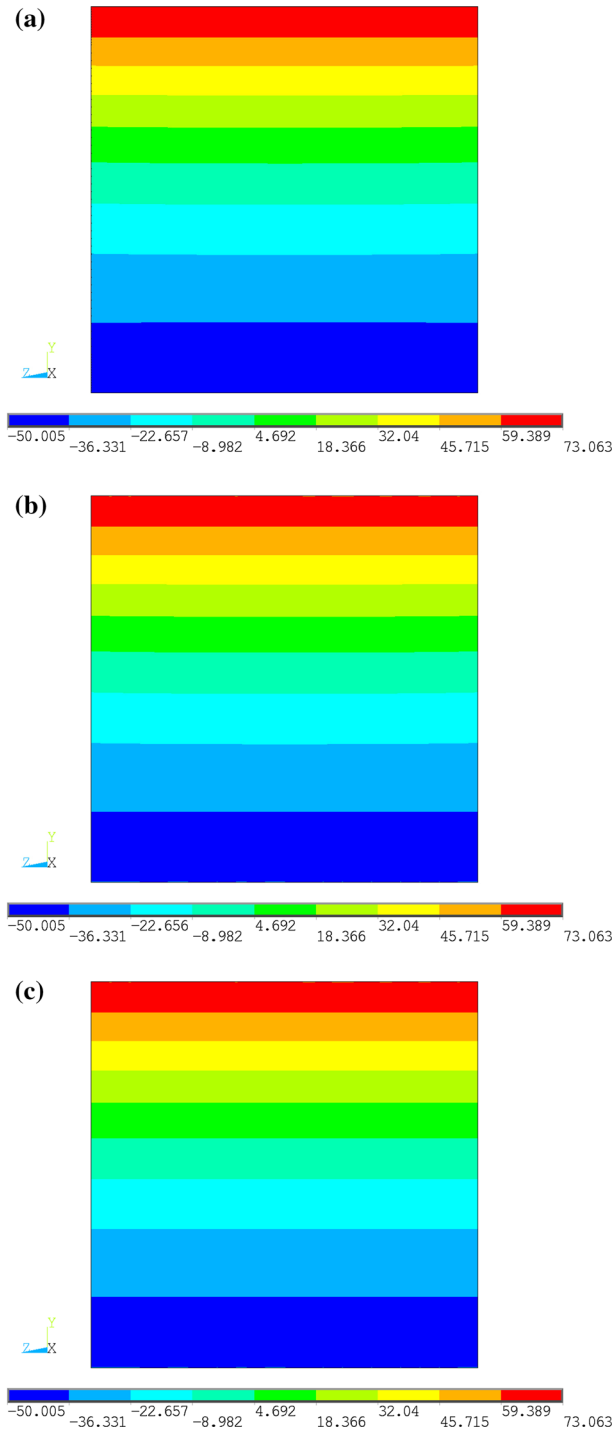 (a)
Y
Z X
-50.005 -22.657 4.692 32.04 59.389
-36.331 -8.982 18.366 45.715 73.063
(b)
Y
Z X
-50.005 -22.656 4.692 32.04 59.389
-36.331 -8.982 18.366 45.715 73.063
(c)
Y
Z X
-50.005 -22.657 4.692 32.04 59.389
-36.331 -8.982 18.366 45.715 73.063